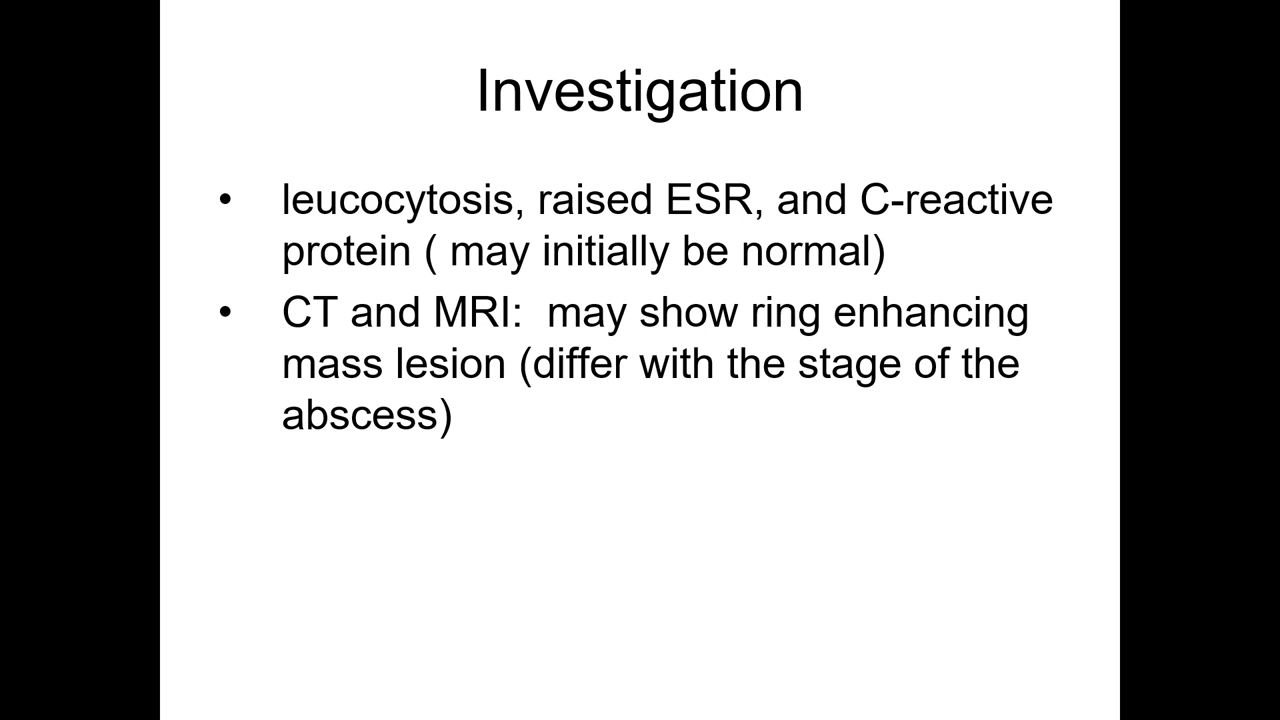 Investigation
• leucocytosis, raised ESR, and C-reactive
protein ( may initially be normal)
• CT and MRI:  may show ring enhancing
mass lesion (differ with the stage of the
abscess)